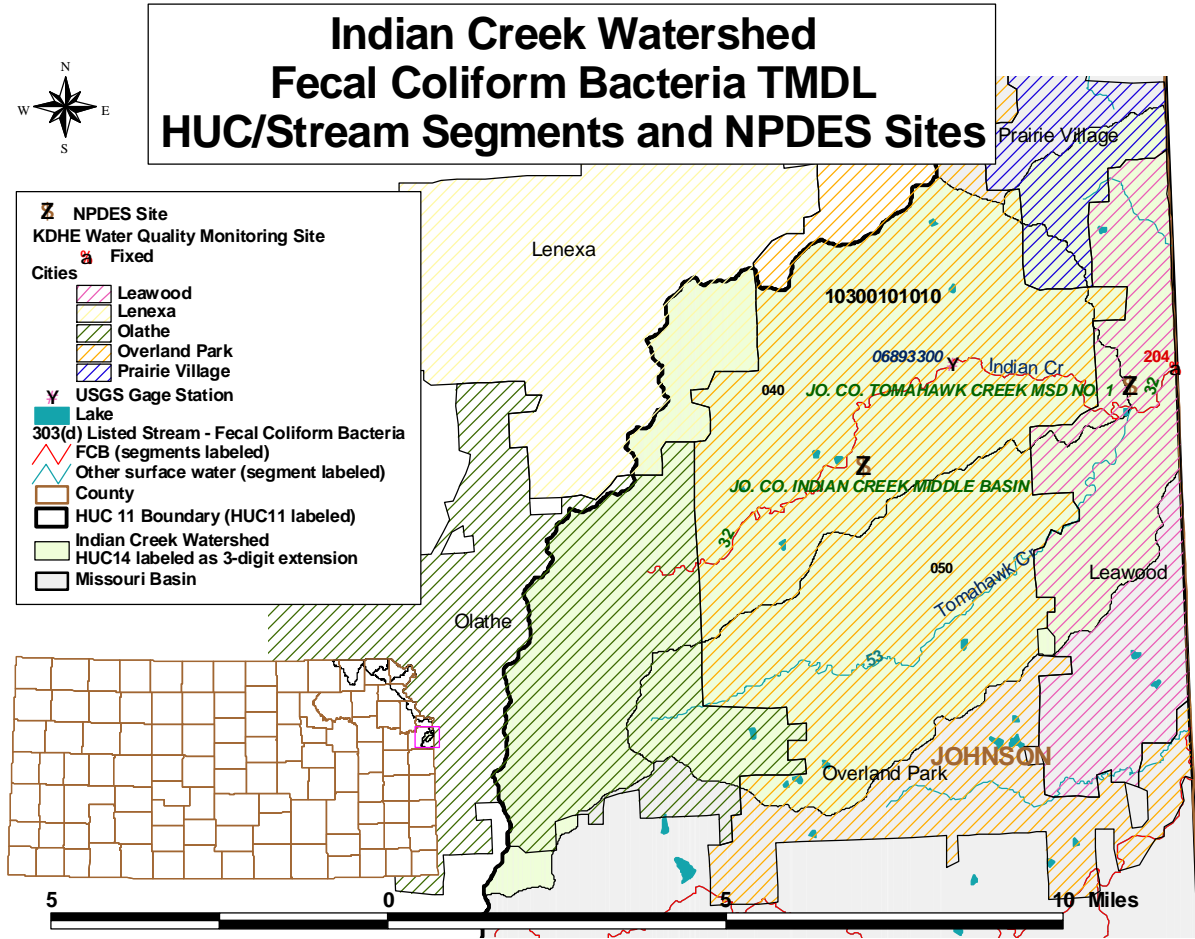 Indian Creek Watershed
Fecal Coliform Bacteria TMDL
HUC/Stream Segments and NPDES Sites
N
W
E
S
NPDES Site
KDHE Water Quality Monitoring Site
Fixed
Cities
Leawood
Lenexa
Olathe
Overland Park
Prairie Village
USGS Gage Station
Lake
303(d) Listed Stream - Fecal Coliform Bacteria
FCB (segments labeled)
Other surface water (segment labeled)
County
HUC 11 Boundary (HUC11 labeled)
Indian Creek Watershed
HUC14 labeled as 3-digit extension
Missouri Basin
Prairie Village
Lenexa
10300101010
06893300
Indian Cr
204
040
JO. CO. TOMAHAWK CREEK MSD NO. 1
32
JO. CO. INDIAN CREEK MIDDLE BASIN
32
050
Tomahawk Cr
Leawood
Olathe
53
JOHNSON
Overland Park
5
0
5
10 Miles